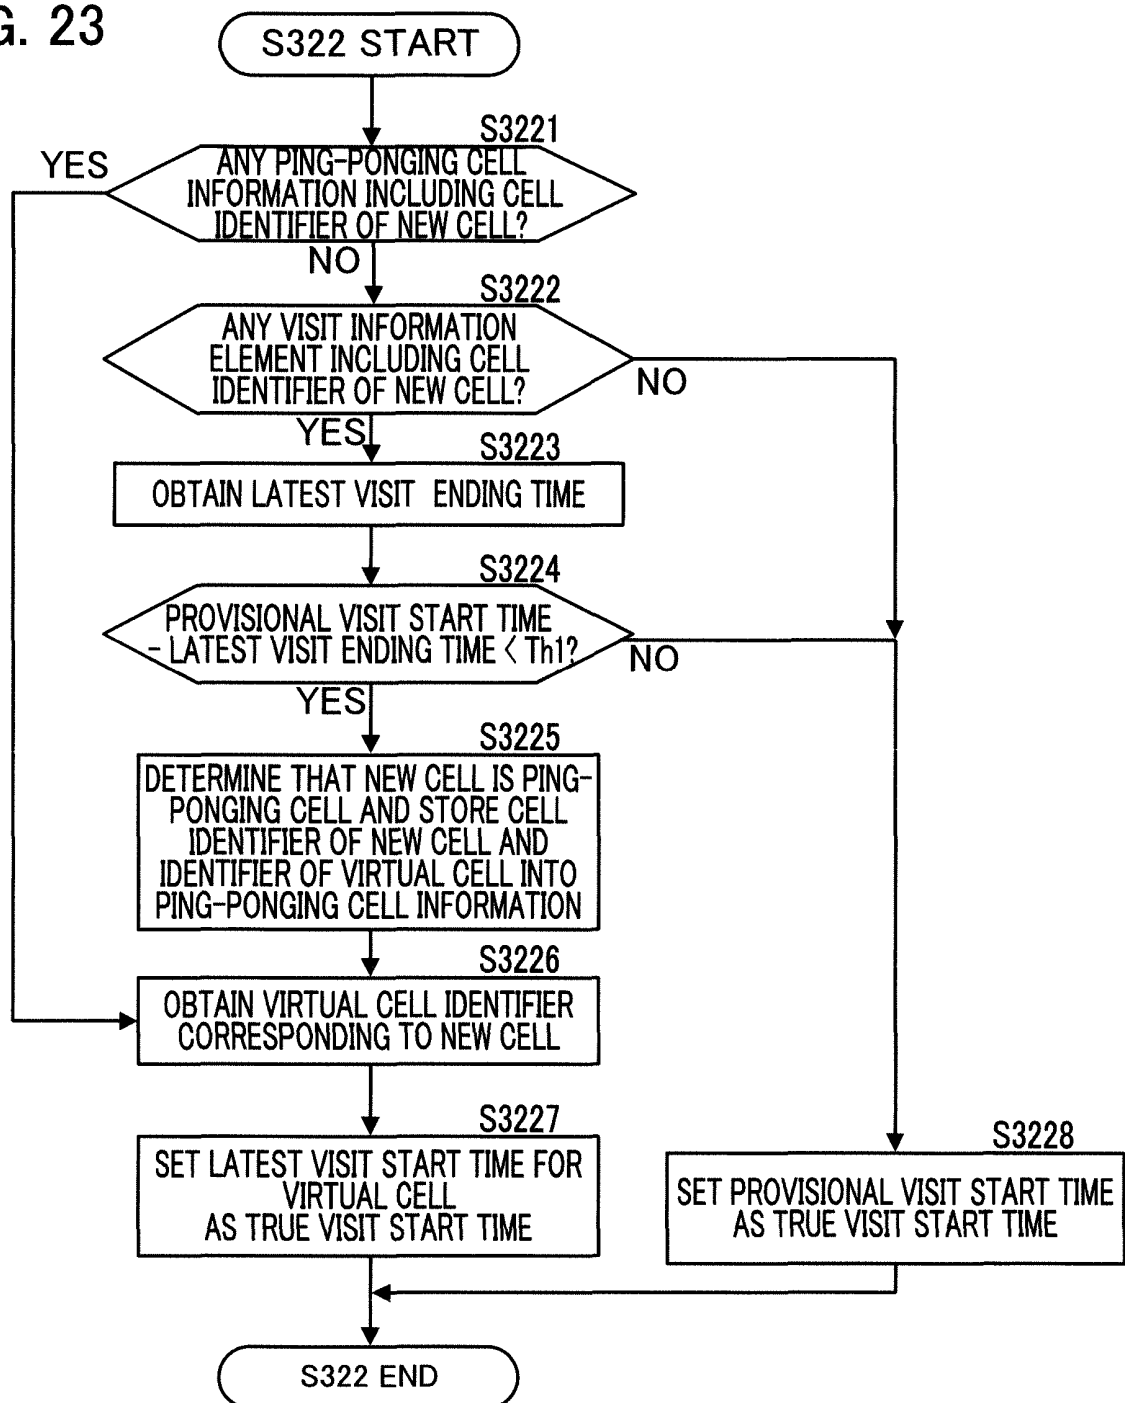 G. 23
S322 START
S3221
YES
ANY PING-PONGING CELL
INFORMATION INCLUDING CELL
IDENTIFIER OF NEW CELL?
NO
S3222
ANY VISIT INFORMATION
ELEMENT INCLUDING CELL
IDENTIFIER OF NEW CELL?
NO
YES
S3223
OBTAIN LATEST VISIT ENDING TIME
S3224
PROVISIONAL VISIT START TIME
- LATEST VISIT ENDING TIME < Th1?
NO
YES
S3225
DETERMINE THAT NEW CELL IS PING-
PONGING CELL AND STORE CELL
IDENTIFIER OF NEW CELL AND
IDENTIFIER OF VIRTUAL CELL INTO
PING-PONGING CELL INFORMATION
S3226
OBTAIN VIRTUAL CELL IDENTIFIER
CORRESPONDING TO NEW CELL
S3227
SET LATEST VISIT START TIME FOR
VIRTUAL CELL
AS TRUE VISIT START TIME
S3228
SET PROVISIONAL VISIT START TIME
AS TRUE VISIT START TIME
S322 END